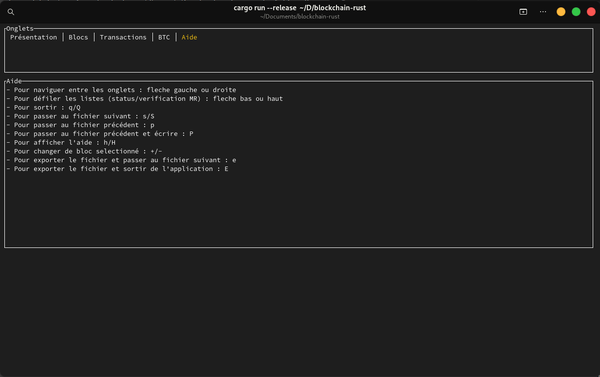 cargo run --release ~/D/blockchain-rust
~/Documents/blockchain-rust
Onglets
Présentation │ Blocs │ Transactions │ BTC │ Aide
Aide
- Pour naviguer entre les onglets : fleche gauche ou droite
- Pour défiler les listes (status/verification MR) : fleche bas ou haut
- Pour sortir : q/Q
- Pour passer au fichier suivant : s/S
- Pour passer au fichier précédent : p
- Pour passer au fichier précédent et écrire : P
- Pour afficher l'aide : h/H
- Pour changer de bloc selectionné : +/-
- Pour exporter le fichier et passer au fichier suivant : e
- Pour exporter le fichier et sortir de l'application : E